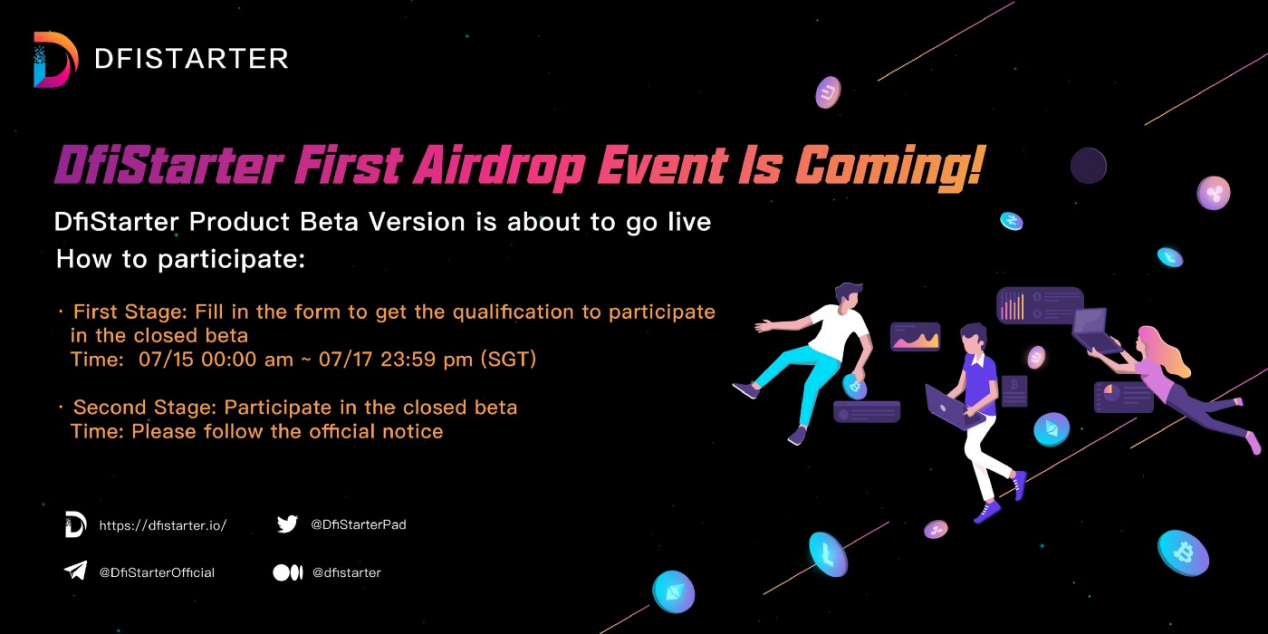 DFISTARTER
DfiStarter First Airdrop Event Is Coming!
DfiStarter Product Beta Version is about to go live
How to participate:
· First Stage: Fill in the form to get the qualification to participate
in the closed beta
Time: 07/15 00:00 am ~ 07/17 23:59 pm (SGT)
· Second Stage: Participate in the closed beta
Time: Please follow the official notice
https://dfistarter.io/
@DfiStarterPad
@DfiStarterOfficial
@dfistarter